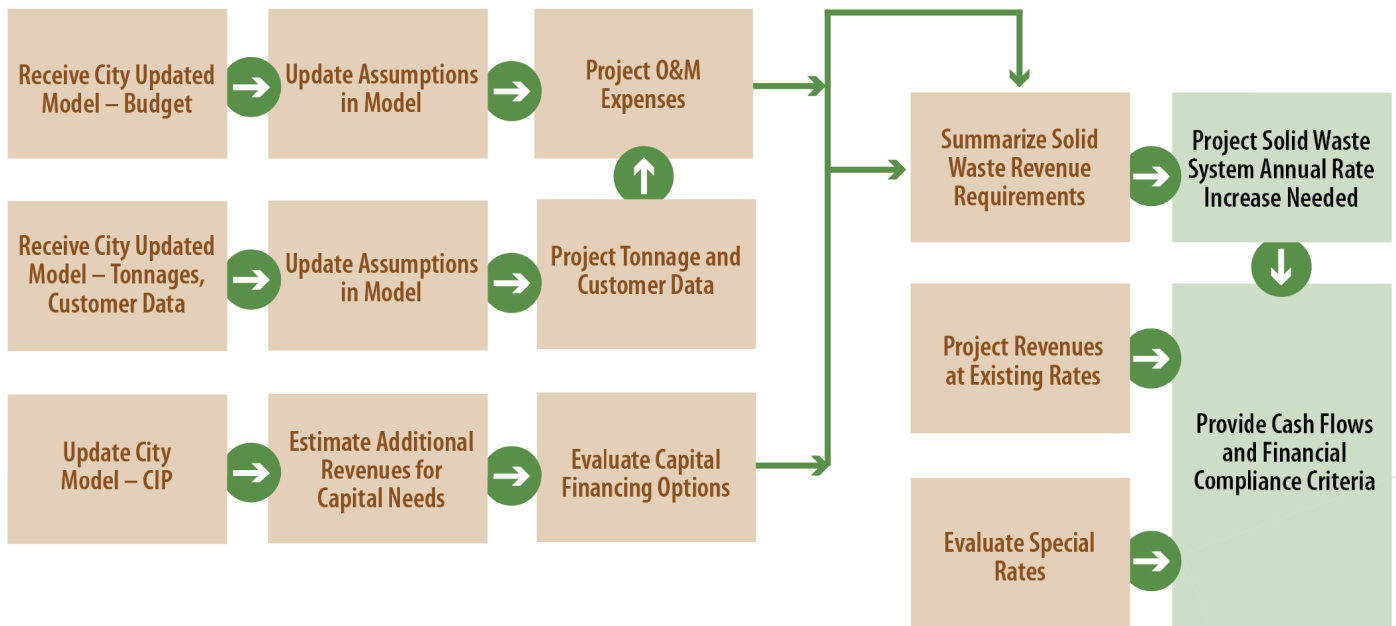 Receive City Updated
Model – Budget
Update Assumptions
in Model
Project O&M
Expenses
Receive City Updated
Model – Tonnages,
Customer Data
Update Assumptions
in Model
Project Tonnage and
Customer Data
Update City
Model – CIP
Estimate Additional
Revenues for
Capital Needs
Evaluate Capital
Financing Options
Summarize Solid
Waste Revenue
Requirements
Project Solid Waste
System Annual Rate
Increase Needed
Project Revenues
at Existing Rates
Evaluate Special
Rates
Provide Cash Flows
and Financial
Compliance Criteria